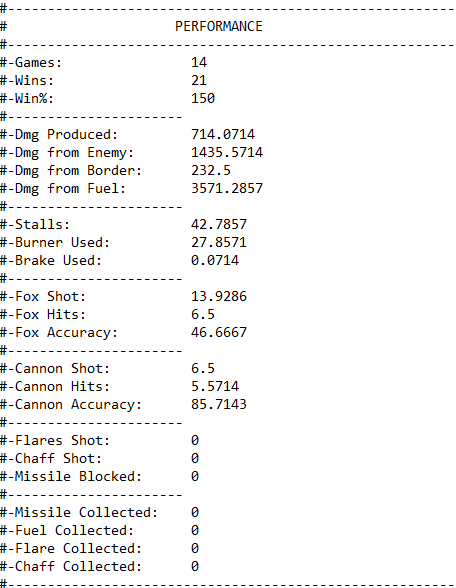 #--------------------------------------------------------
#                    PERFORMANCE
#--------------------------------------------------------
#-Games:                14
#-Wins:                 21
#-Win%:                 150
#----------------------
#-Dmg Produced:         714.0714
#-Dmg from Enemy:       1435.5714
#-Dmg from Border:      232.5
#-Dmg from Fuel:        3571.2857
#----------------------
#-Stalls:               42.7857
#-Burner Used:          27.8571
#-Brake Used:           0.0714
#----------------------
#-Fox Shot:             13.9286
#-Fox Hits:             6.5
#-Fox Accuracy:         46.6667
#----------------------
#-Cannon Shot:          6.5
#-Cannon Hits:          5.5714
#-Cannon Accuracy:      85.7143
#----------------------
#-Flares Shot:          0
#-Chaff Shot:           0
#-Missile Blocked:      0
#----------------------
#-Missile Collected:    0
#-Fuel Collected:       0
#-Flare Collected:      0
#-Chaff Collected:      0
#--------------------------------------------------------